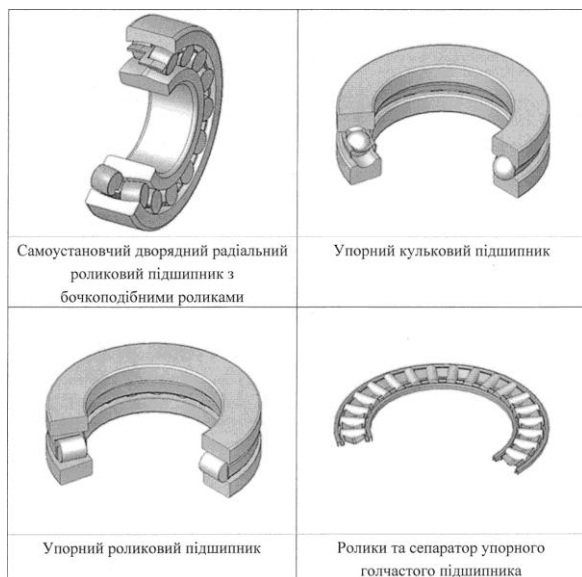 Самоустановчий дворядний радіальний
роликовий підшипник з
бочкоподібними роликами
Упорний кульковий підшипник
Упорний роликовий підшипник
Ролики та сепаратор упорного
голчастого підшипника